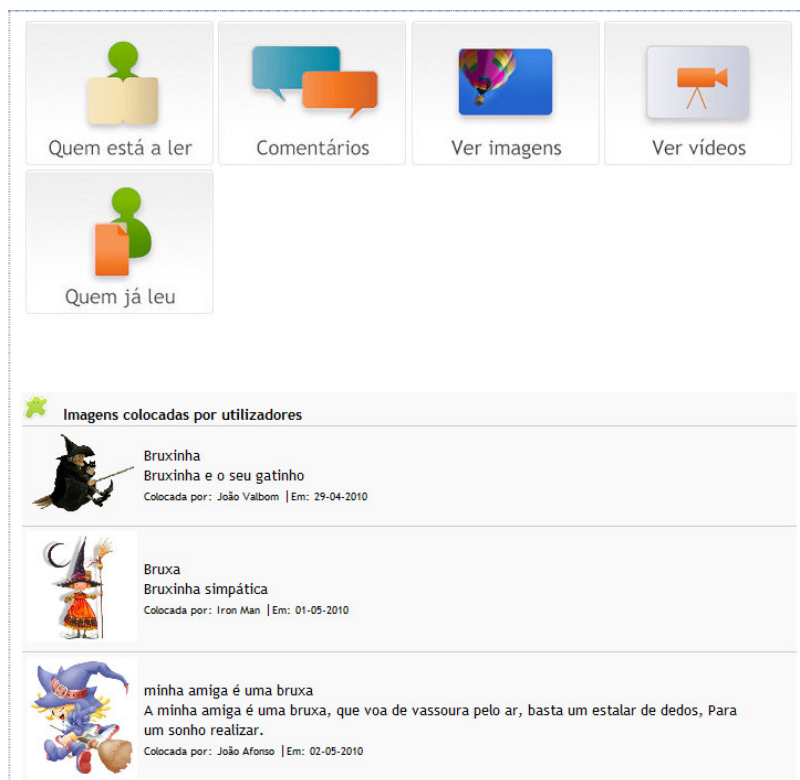 Quem está a ler
Comentários
Ver imagens
Ver vídeos
Quem já leu
Imagens colocadas por utilizadores
Bruxinha
Bruxinha e o seu gatinho
Colocada por: João Valbom | Em: 29-04-2010
Bruxa
Bruxinha simpática
Colocada por: Iron Man | Em: 01-05-2010
minha amiga é uma bruxa
A minha amiga é uma bruxa, que voa de vassoura pelo ar, basta um estalar de dedos, Para
um sonho realizar.
Colocada por: João Afonso | Em: 02-05-2010